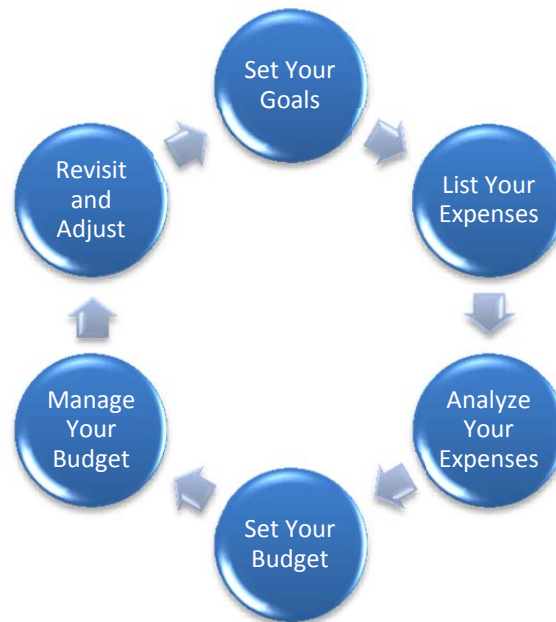 Set Your
Goals
List Your
Expenses
Analyze
Your
Expenses
Set Your
Budget
Manage
Your
Budget
Revisit
and
Adjust